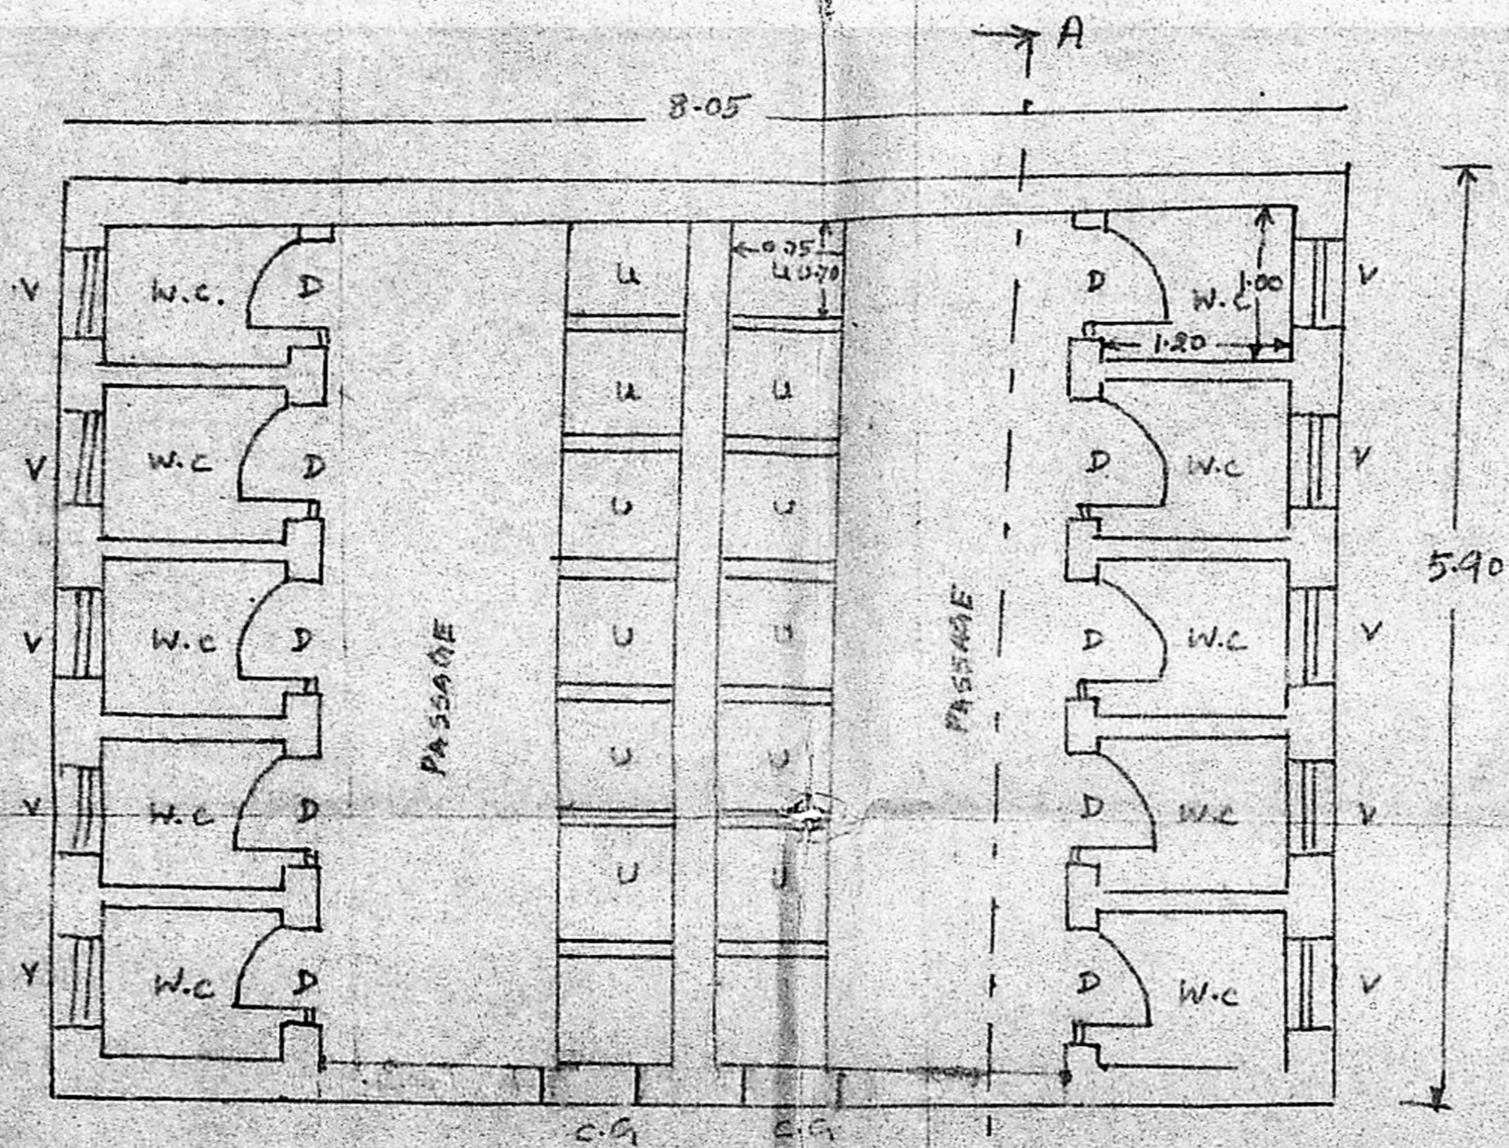 A
8.05
V W.C. D U 0.75 D W.C 1.00 V
U 0.70
1.20
U U
V W.C D D W.C V
U U
5.90
V W.C D U U D W.C V
PASSAGE PASSAGE
U U
V W.C D D W.C V
U U
V W.C D D W.C V
C.G C.G